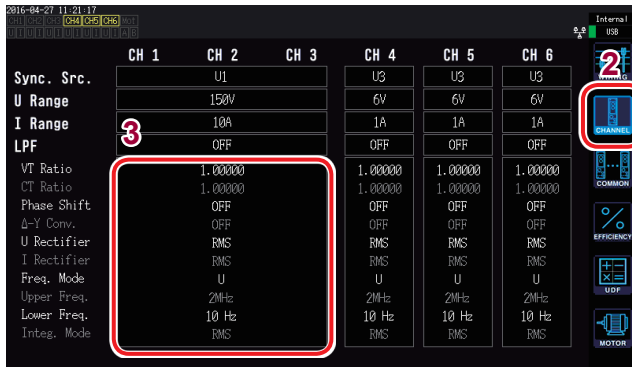 2016-04-27 11:21:17
CH1 CH2 CH3 CH4 CH5 CH6 Mot
U I U I U I U I U I U I A B
Internal
USB
CH 1 CH 2 CH 3 CH 4 CH 5 CH 6
Sync. Src. U1 U3 U3 U3
U Range 150V 6V 6V 6V
I Range 10A 1A 1A 1A
LPF OFF OFF OFF OFF
VT Ratio 1.00000 1.00000 1.00000 1.00000
CT Ratio 1.00000 1.00000 1.00000 1.00000
Phase Shift OFF OFF OFF OFF
Δ-Y Conv. OFF OFF OFF OFF
U Rectifier RMS RMS RMS RMS
I Rectifier RMS RMS RMS RMS
Freq. Mode U U U U
Upper Freq. 2MHz 2MHz 2MHz 2MHz
Lower Freq. 10 Hz 10 Hz 10 Hz 10 Hz
Integ. Mode RMS RMS RMS RMS
3
2
CHANNEL
COMMON
EFFICIENCY
UDF
MOTOR